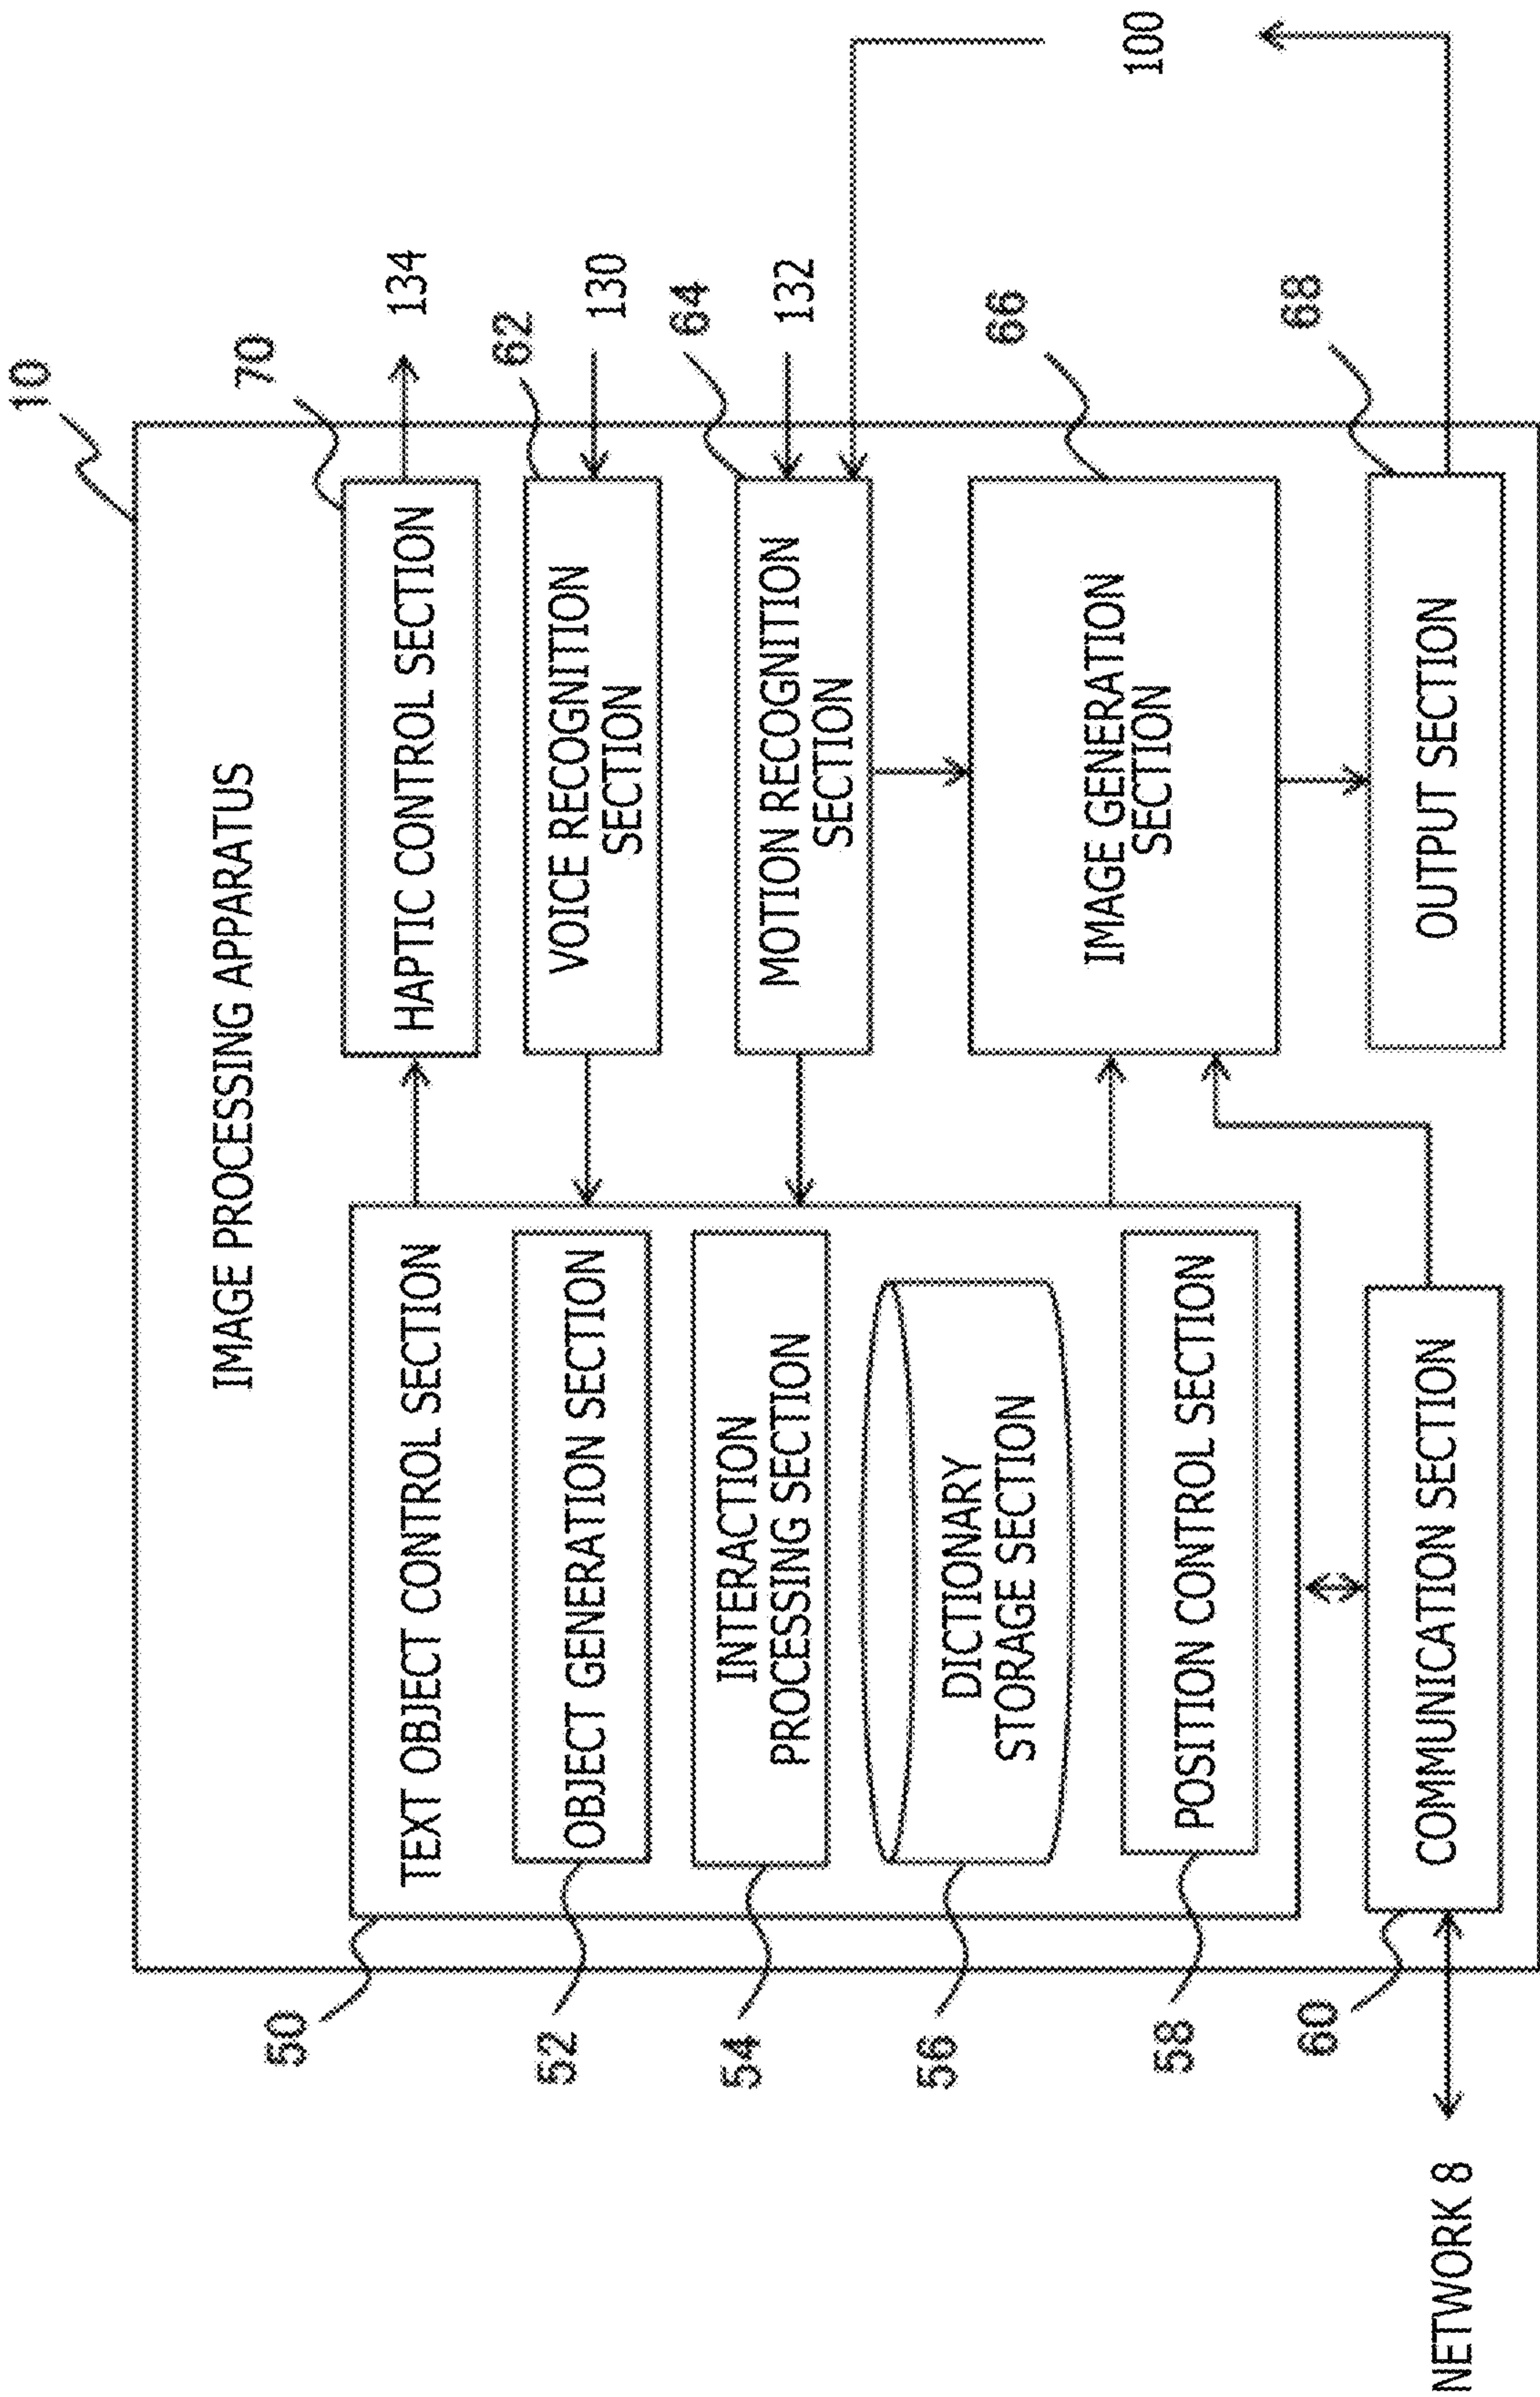 10
IMAGE PROCESSING APPARATUS
50
TEXT OBJECT CONTROL SECTION
52
OBJECT GENERATION SECTION
54
INTERACTION
PROCESSING SECTION
56
DICTIONARY
STORAGE SECTION
58
POSITION CONTROL SECTION
60
COMMUNICATION SECTION
NETWORK 8
70
HAPTIC CONTROL SECTION
134
62
VOICE RECOGNITION
SECTION
130
64
MOTION RECOGNITION
SECTION
132
66
IMAGE GENERATION
SECTION
68
OUTPUT SECTION
100